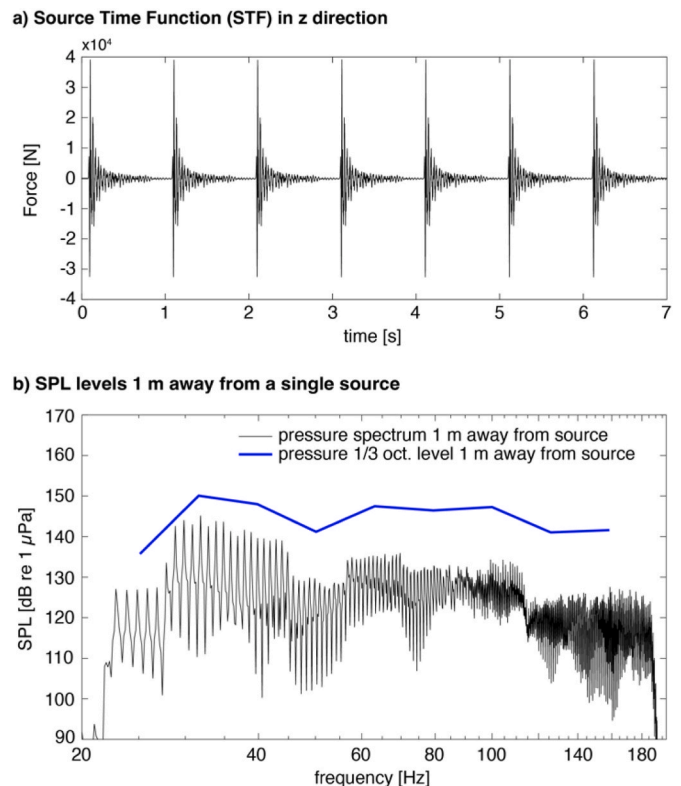 a) Source Time Function (STF) in z direction
x10⁴
4
3
2
1
0
-1
-2
-3
-4
Force [N]
0 1 2 3 4 5 6 7
time [s]
b) SPL levels 1 m away from a single source
170
160
150
140
130
120
110
100
90
SPL [dB re 1 μPa]
pressure spectrum 1 m away from source
pressure 1/3 oct. level 1 m away from source
20 40 60 80 100 140 180
frequency [Hz]